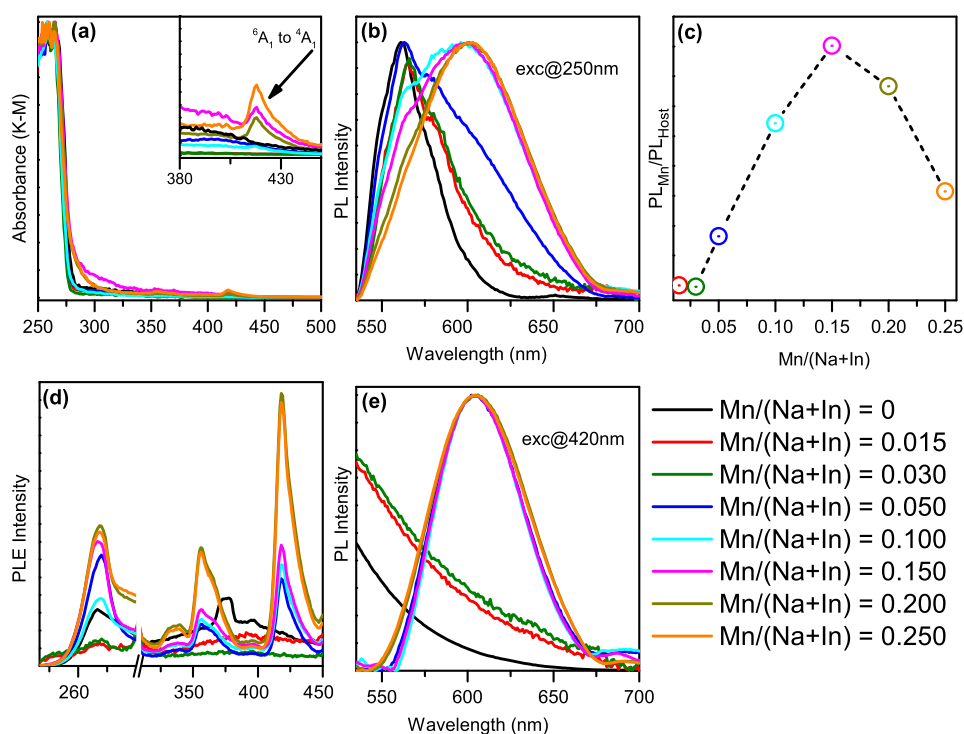 (a)
Absorbance (K-M)
⁶A₁ to ⁴A₁
380 430
250 300 350 400 450 500
(b)
exc@250nm
PL Intensity
550 600 650 700
Wavelength (nm)
(c)
PL_Mn/PL_Host
0.05 0.10 0.15 0.20 0.25
Mn/(Na+In)
(d)
PLE Intensity
260 350 400 450
(e)
exc@420nm
PL Intensity
550 600 650 700
Wavelength (nm)
Mn/(Na+In) = 0
Mn/(Na+In) = 0.015
Mn/(Na+In) = 0.030
Mn/(Na+In) = 0.050
Mn/(Na+In) = 0.100
Mn/(Na+In) = 0.150
Mn/(Na+In) = 0.200
Mn/(Na+In) = 0.250